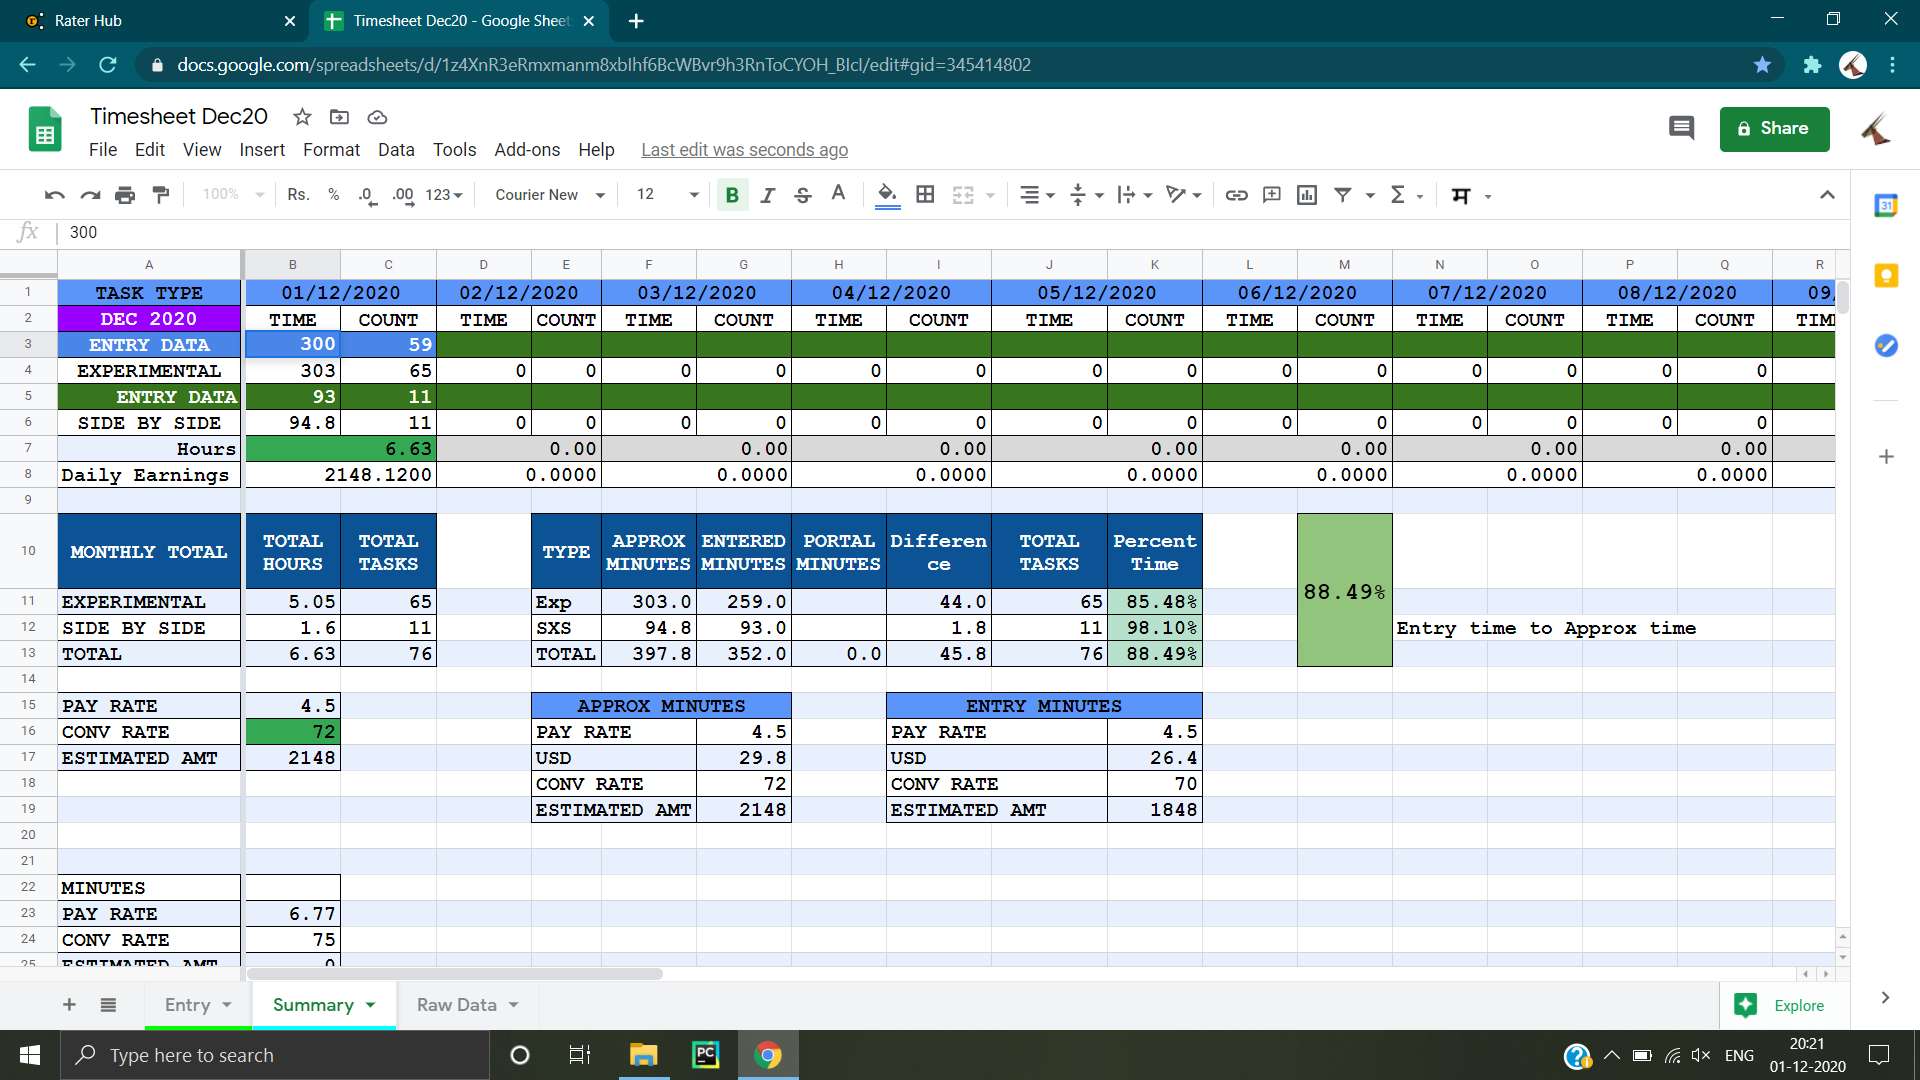 Rater Hub
Timesheet Dec20 - Google Sheet
docs.google.com/spreadsheets/d/1z4XnR3eRmxmanm8xbIhf6BcWBvr9h3RnToCYOH_BIcI/edit#gid=345414802
Timesheet Dec20
File Edit View Insert Format Data Tools Add-ons Help Last edit was seconds ago
Share
100% Rs. % .0 .00 123 Courier New 12 B I S A
fx 300
A B C D E F G H I J K L M N O P Q R
1 TASK TYPE 01/12/2020 02/12/2020 03/12/2020 04/12/2020 05/12/2020 06/12/2020 07/12/2020 08/12/2020 09/
2 DEC 2020 TIME COUNT TIME COUNT TIME COUNT TIME COUNT TIME COUNT TIME COUNT TIME COUNT TIME COUNT TIM
3 ENTRY DATA 300 59
4 EXPERIMENTAL 303 65 0 0 0 0 0 0 0 0 0 0 0 0 0 0
5 ENTRY DATA 93 11
6 SIDE BY SIDE 94.8 11 0 0 0 0 0 0 0 0 0 0 0 0 0 0
7 Hours 6.63 0.00 0.00 0.00 0.00 0.00 0.00 0.00
8 Daily Earnings 2148.1200 0.0000 0.0000 0.0000 0.0000 0.0000 0.0000 0.0000
9
10 MONTHLY TOTAL TOTAL HOURS TOTAL TASKS TYPE APPROX MINUTES ENTERED MINUTES PORTAL MINUTES Differen ce TOTAL TASKS Percent Time 88.49%
11 EXPERIMENTAL 5.05 65 Exp 303.0 259.0 44.0 65 85.48%
12 SIDE BY SIDE 1.6 11 SXS 94.8 93.0 1.8 11 98.10% Entry time to Approx time
13 TOTAL 6.63 76 TOTAL 397.8 352.0 0.0 45.8 76 88.49%
14
15 PAY RATE 4.5 APPROX MINUTES ENTRY MINUTES
16 CONV RATE 72 PAY RATE 4.5 PAY RATE 4.5
17 ESTIMATED AMT 2148 USD 29.8 USD 26.4
18 CONV RATE 72 CONV RATE 70
19 ESTIMATED AMT 2148 ESTIMATED AMT 1848
20
21
22 MINUTES
23 PAY RATE 6.77
24 CONV RATE 75
25 ESTIMATED AMT 0
Entry Summary Raw Data Explore
Type here to search
PC
ENG
20:21
01-12-2020